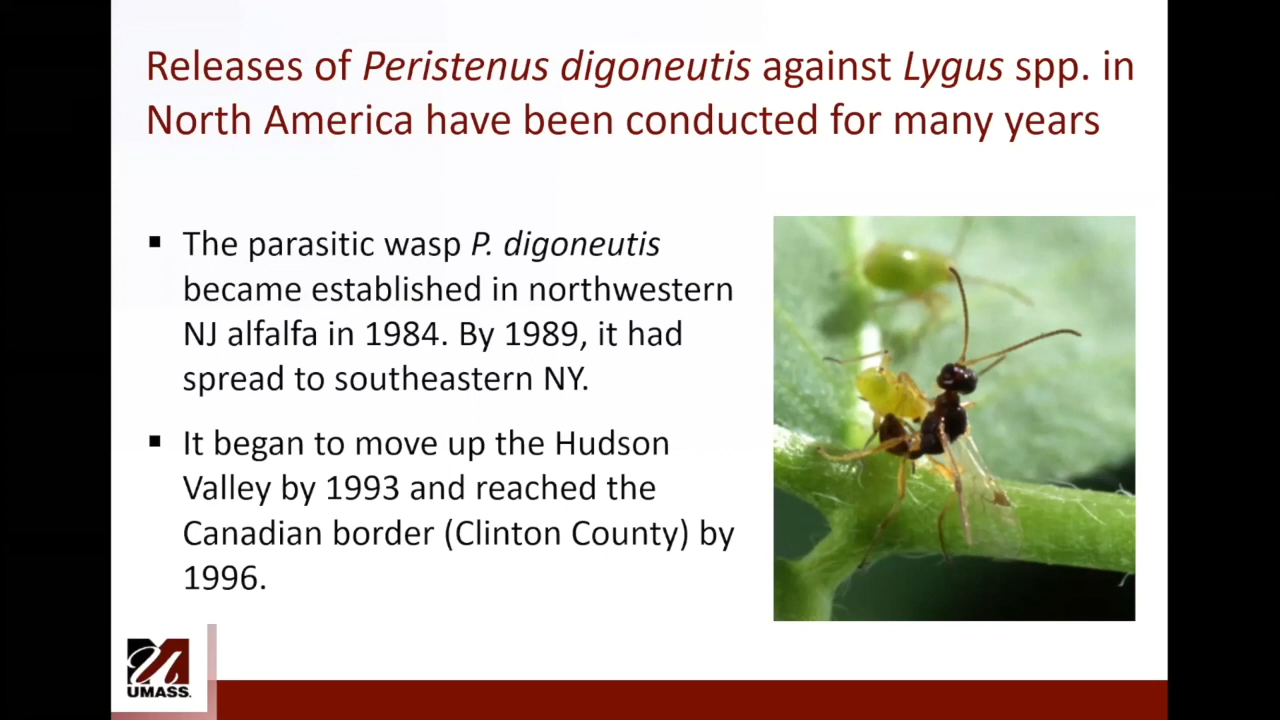 Releases of Peristenus digoneutis against Lygus spp. in
North America have been conducted for many years
▪ The parasitic wasp P. digoneutis
became established in northwestern
NJ alfalfa in 1984. By 1989, it had
spread to southeastern NY.
▪ It began to move up the Hudson
Valley by 1993 and reached the
Canadian border (Clinton County) by
1996.
UMASS.